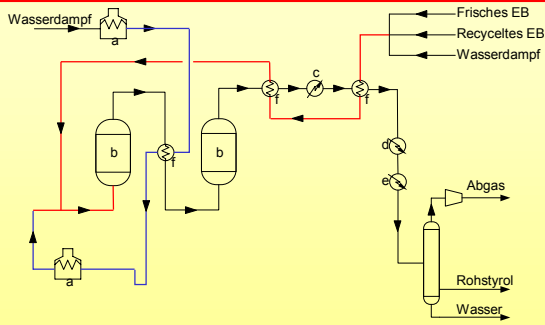 Wasserdampf
a
Frisches EB
Recyceltes EB
Wasserdampf
c
f
f
b
f
b
d
e
a
Abgas
Rohstyrol
Wasser